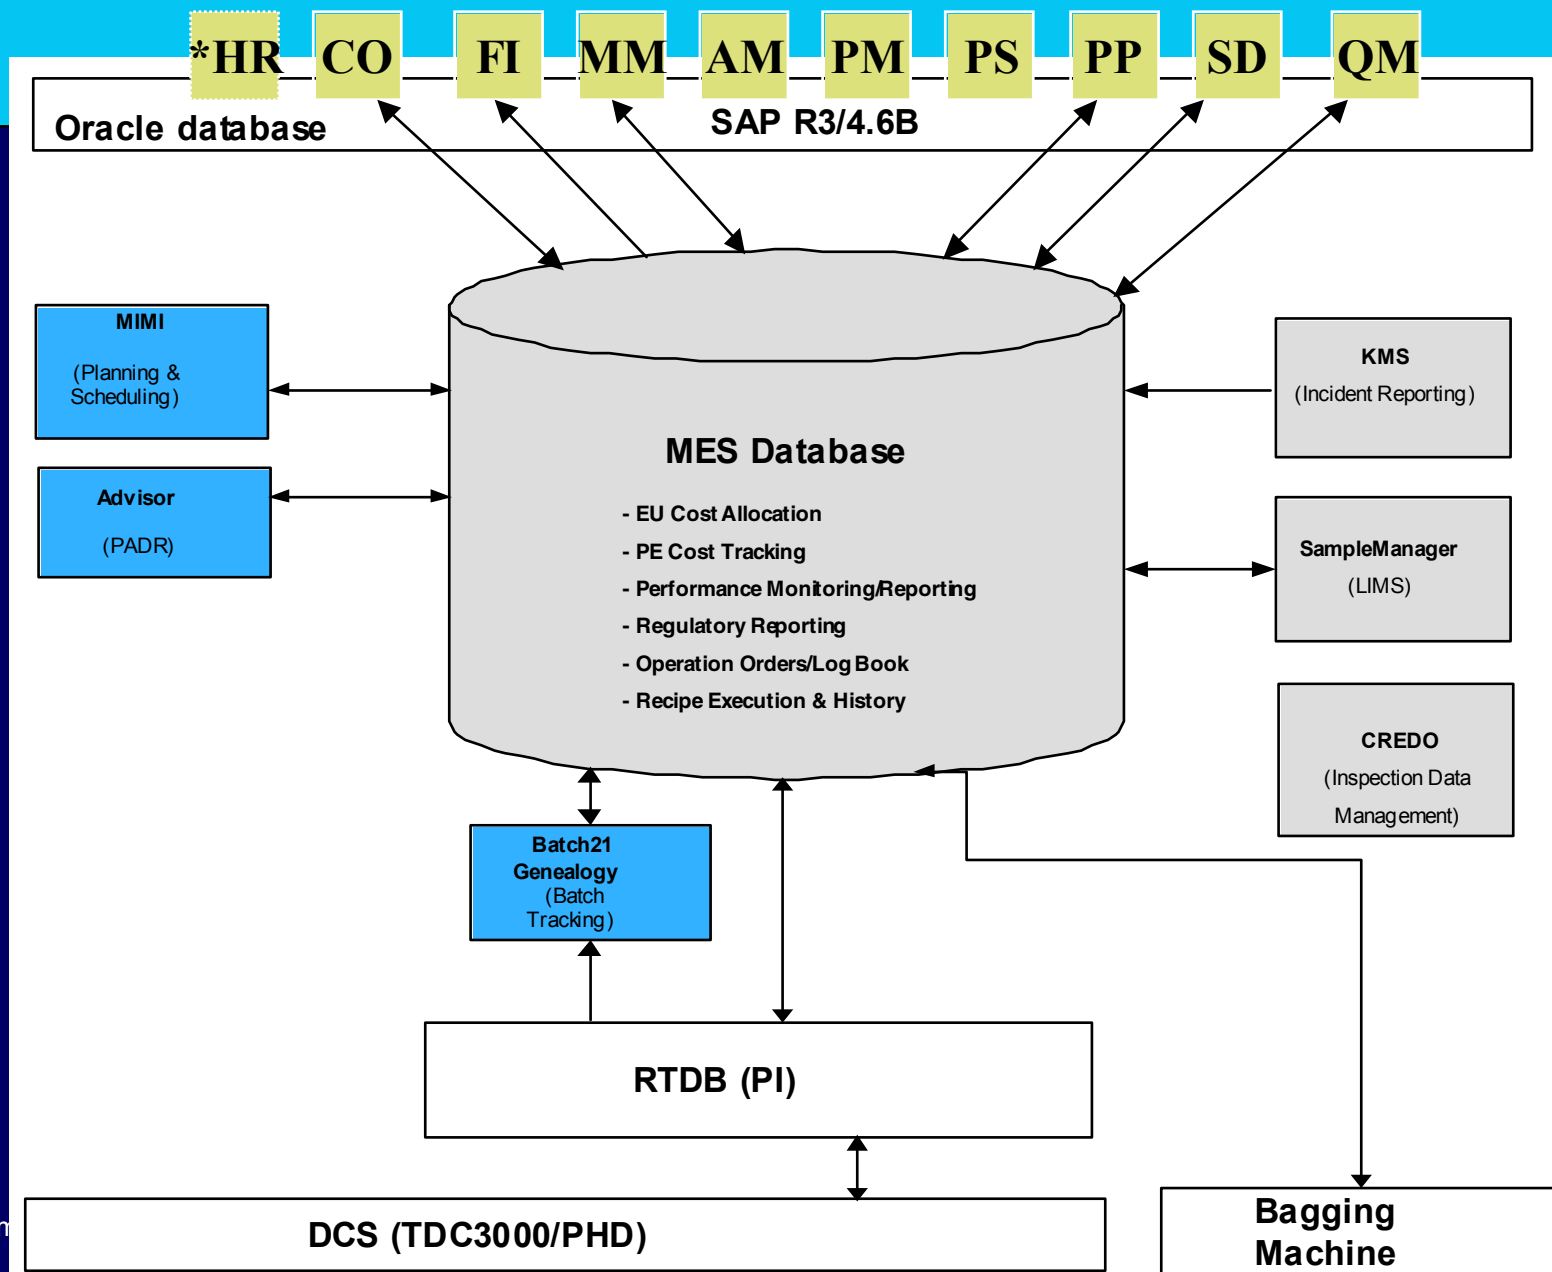 *HR CO FI MM AM PM PS PP SD QM
Oracle database SAP R3/4.6B
MIMI
(Planning &
Scheduling)
Advisor
(PADR)
MES Database
- EU Cost Allocation
- PE Cost Tracking
- Performance Monitoring/Reporting
- Regulatory Reporting
- Operation Orders/Log Book
- Recipe Execution & History
KMS
(Incident Reporting)
SampleManager
(LIMS)
CREDO
(Inspection Data
Management)
Batch21
Genealogy
(Batch
Tracking)
RTDB (PI)
DCS (TDC3000/PHD)
Bagging
Machine